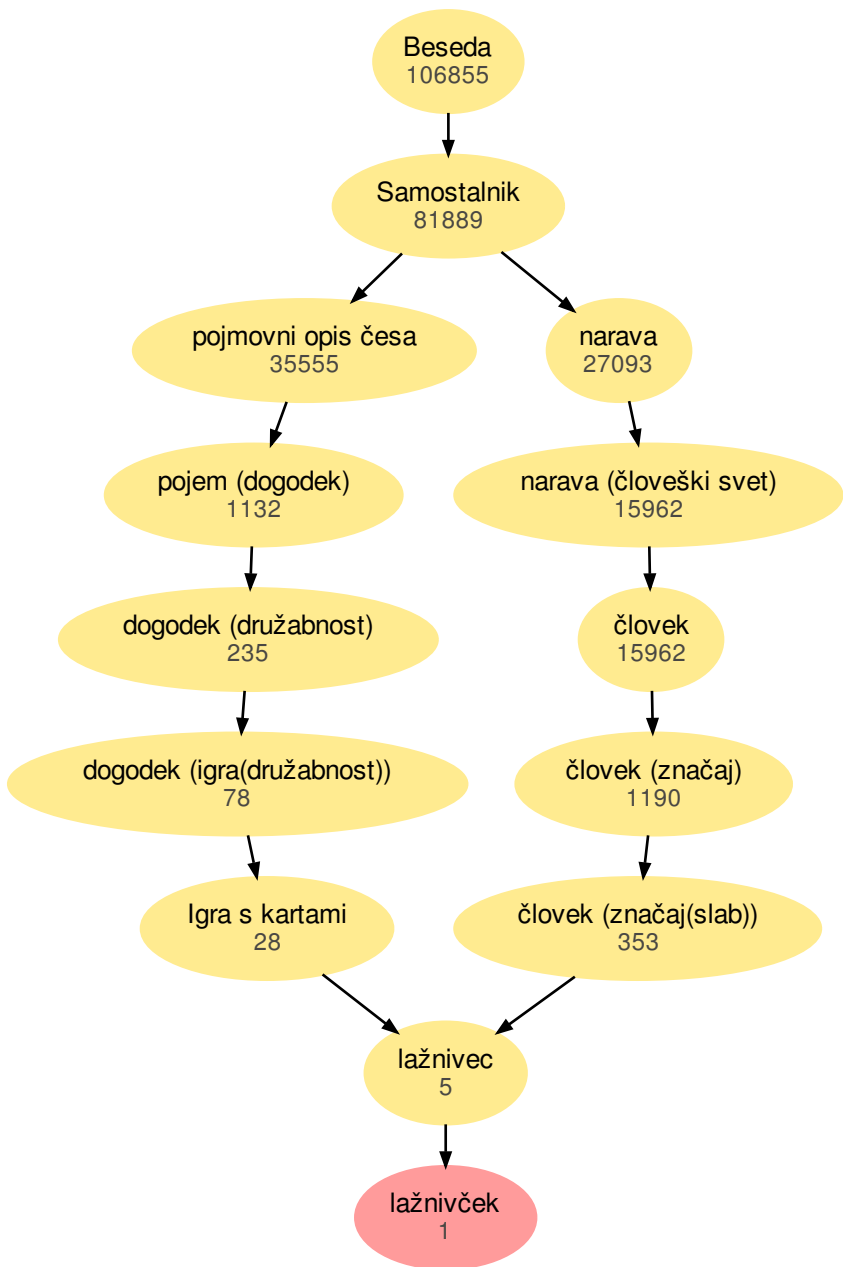 Beseda
106855
Samostalnik
81889
pojmovni opis česa
35555
narava
27093
pojem (dogodek)
1132
narava (človeški svet)
15962
dogodek (družabnost)
235
človek
15962
dogodek (igra(družabnost))
78
človek (značaj)
1190
Igra s kartami
28
človek (značaj(slab))
353
lažnivec
5
lažnivček
1